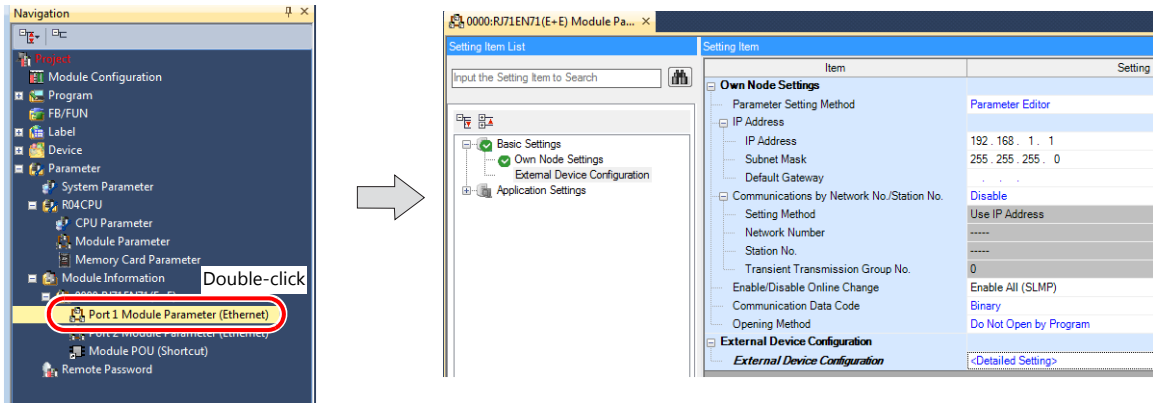 Navigation
Project
Module Configuration
Program
FB/FUN
Label
Device
Parameter
System Parameter
R04CPU
CPU Parameter
Module Parameter
Memory Card Parameter
Module Information
Double-click
0000:RJ71EN71(E+E)
Port 1 Module Parameter (Ethernet)
Port 2 Module Parameter (Ethernet)
Module POU (Shortcut)
Remote Password
0000:RJ71EN71(E+E) Module Pa...
Setting Item List
Input the Setting Item to Search
Basic Settings
Own Node Settings
External Device Configuration
Application Settings
Setting Item
Item Setting
Own Node Settings
Parameter Setting Method Parameter Editor
IP Address
IP Address 192 . 168 . 1 . 1
Subnet Mask 255 . 255 . 255 . 0
Default Gateway . . .
Communications by Network No./Station No. Disable
Setting Method Use IP Address
Network Number -----
Station No. -----
Transient Transmission Group No. 0
Enable/Disable Online Change Enable All (SLMP)
Communication Data Code Binary
Opening Method Do Not Open by Program
External Device Configuration
External Device Configuration <Detailed Setting>